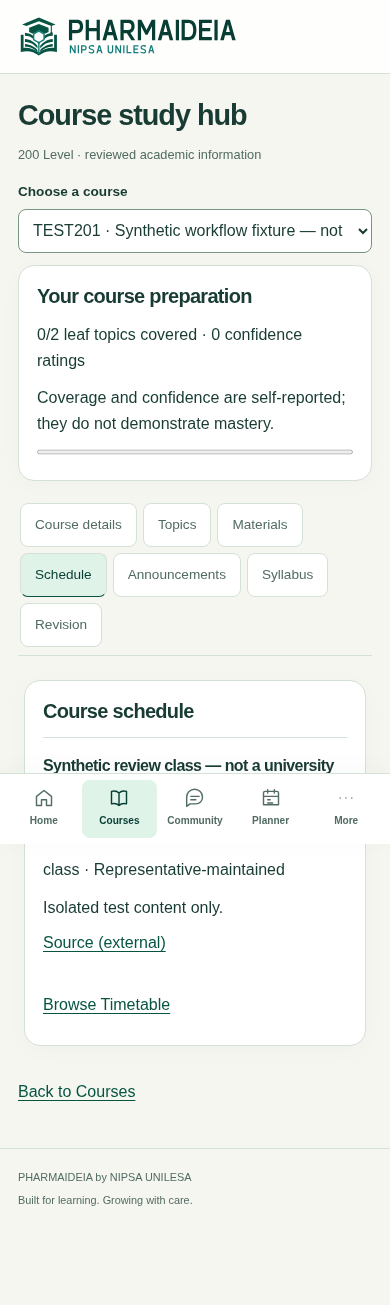 PHARMAIDEIA
NIPSA UNILESA
Course study hub
200 Level · reviewed academic information
Choose a course
TEST201 · Synthetic workflow fixture — not
Your course preparation
0/2 leaf topics covered · 0 confidence
ratings
Coverage and confidence are self-reported;
they do not demonstrate mastery.
Course details
Topics
Materials
Schedule
Announcements
Syllabus
Revision
Course schedule
Synthetic review class — not a university
Home
Courses
Community
Planner
More
class · Representative-maintained
Isolated test content only.
Source (external)
Browse Timetable
Back to Courses
PHARMAIDEIA by NIPSA UNILESA
Built for learning. Growing with care.